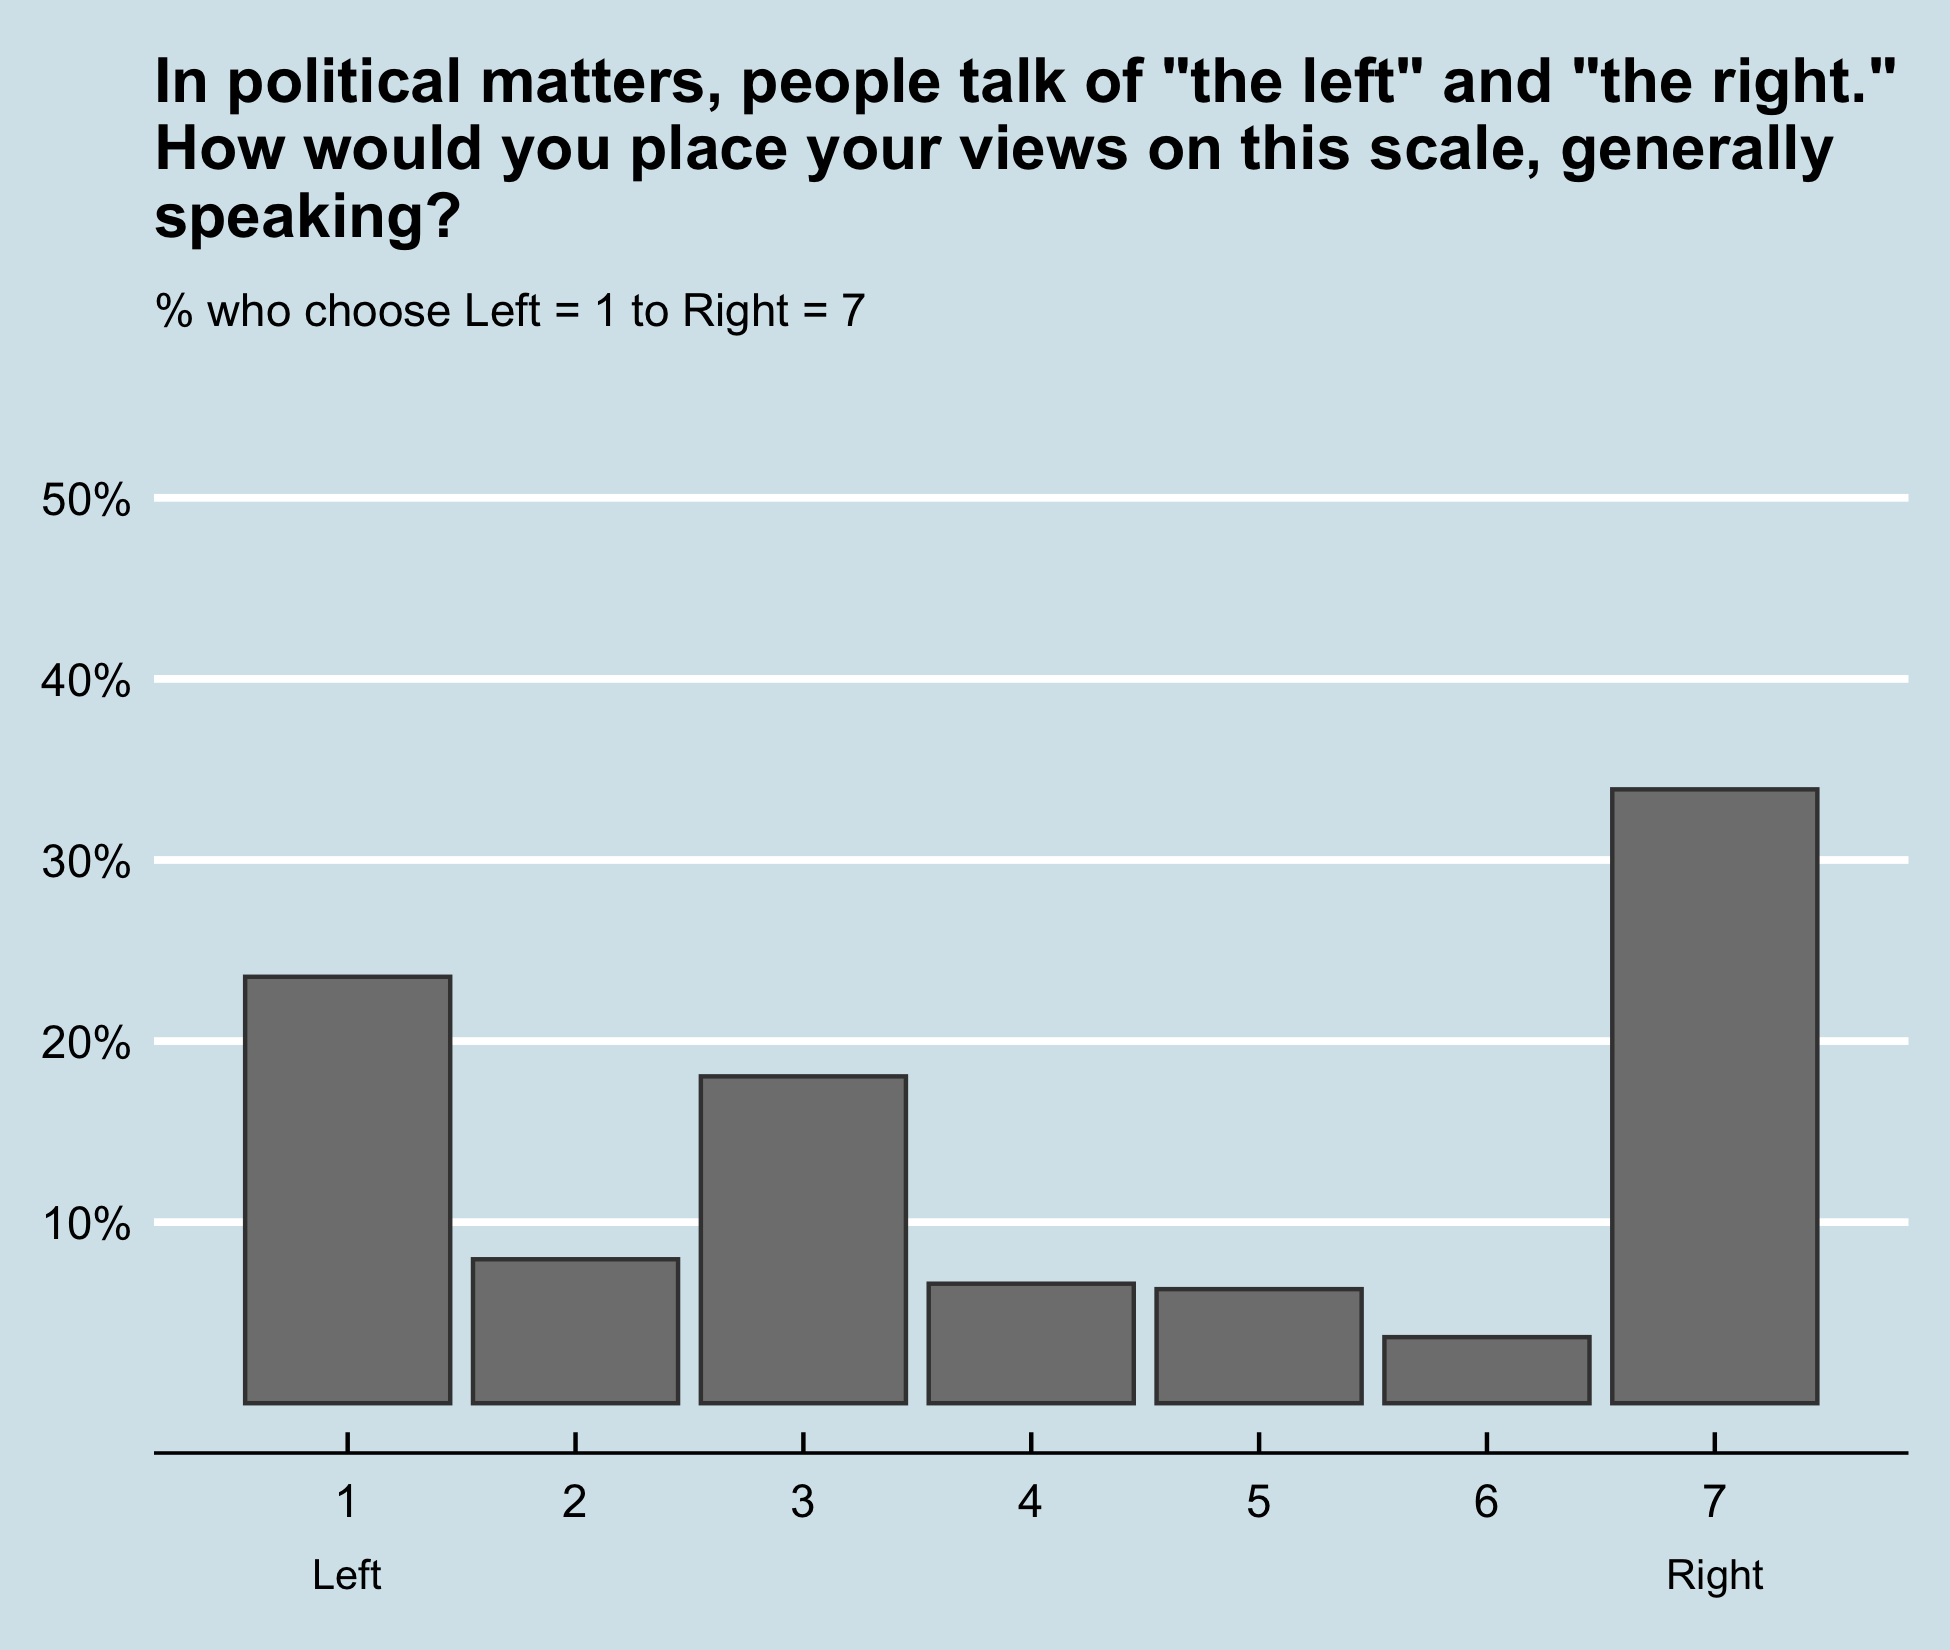 In political matters, people talk of "the left" and "the right."
How would you place your views on this scale, generally
speaking?
% who choose Left = 1 to Right = 7
50%
40%
30%
20%
10%
1 2 3 4 5 6 7
Left Right